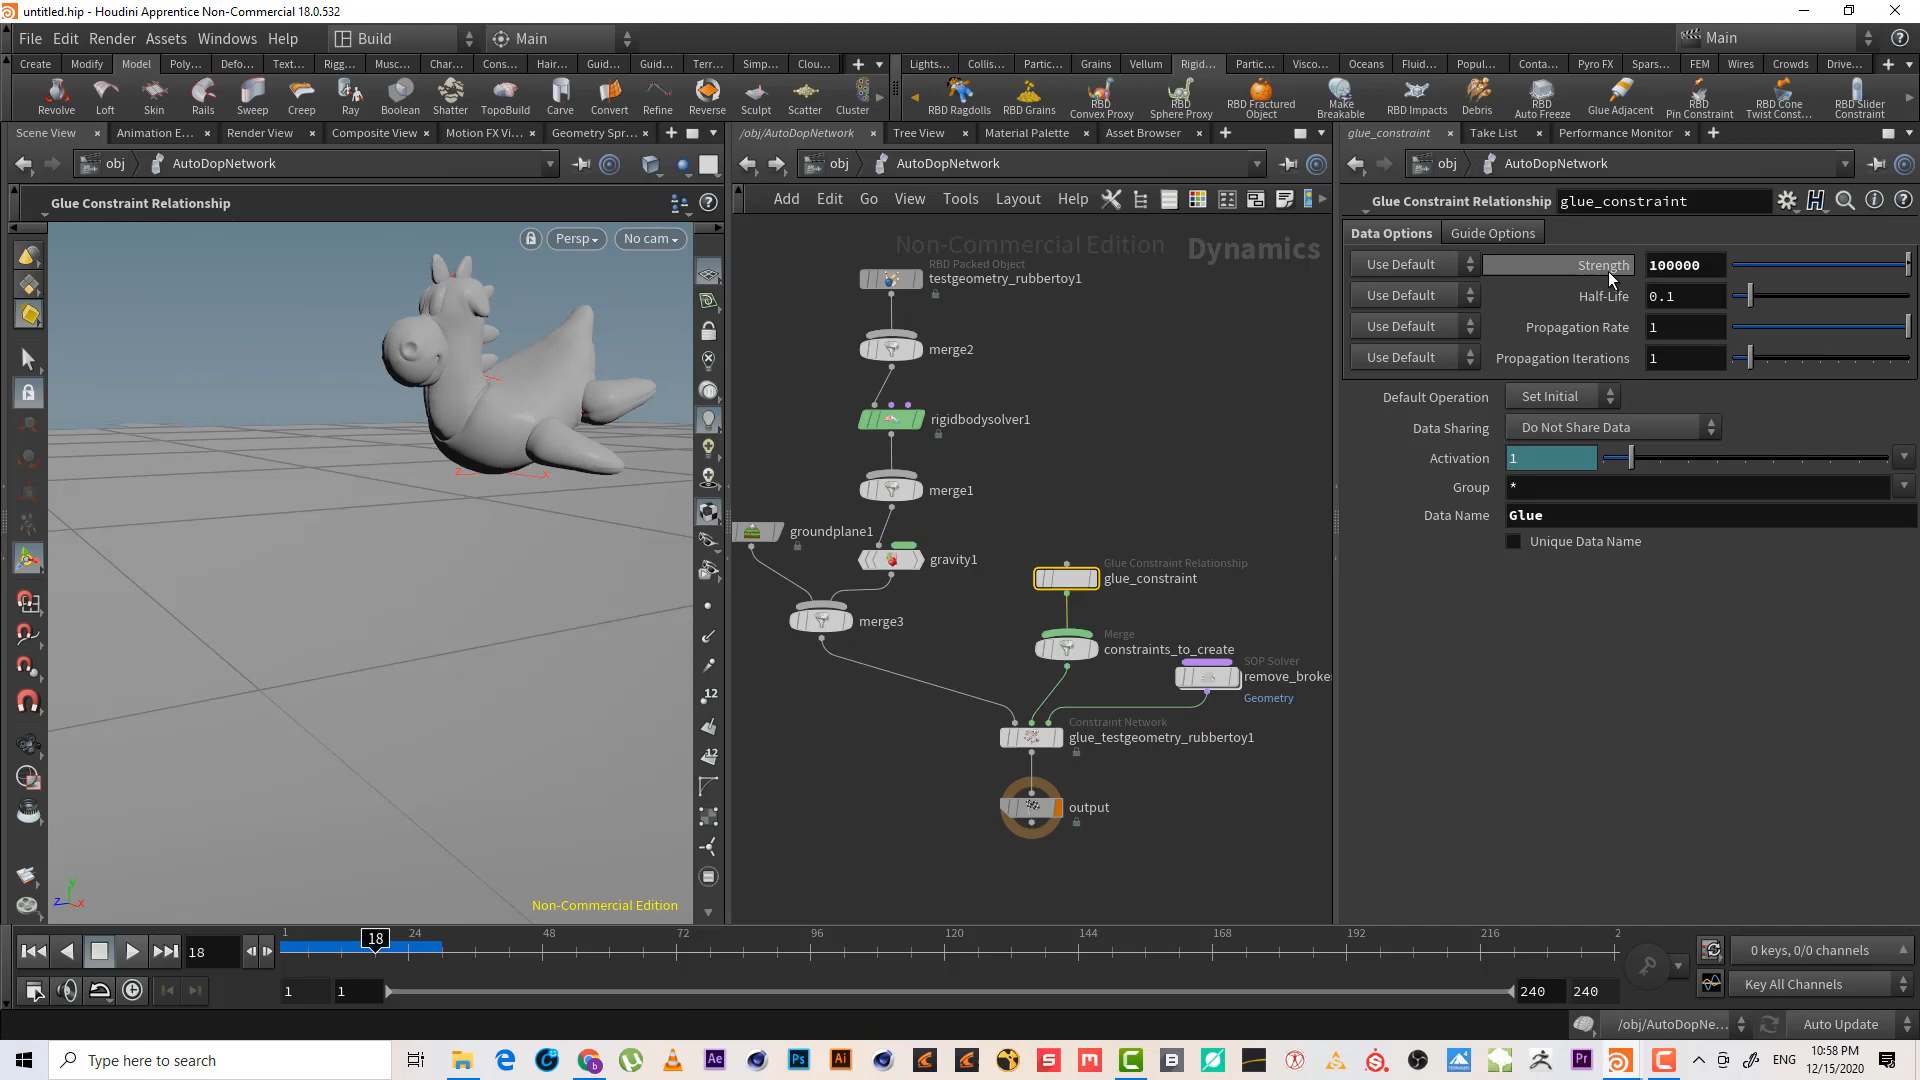 untitled.hip - Houdini Apprentice Non-Commercial 18.0.532
File Edit Render Assets Windows Help Build Main Main
Create Modify Model Poly... Defo... Text... Rigg... Musc... Char... Cons... Hair... Guid... Guid... Terr... Simp... Clou...
Lights... Collis... Partic... Grains Vellum Rigid... Partic... Visco... Oceans Fluid... Popul... Conta... Pyro FX Spars... FEM Wires Crowds Drive...
Revolve Loft Skin Rails Sweep Creep Ray Boolean Shatter TopoBuild Carve Convert Refine Reverse Sculpt Scatter Cluster
RBD Ragdolls RBD Grains RBD Convex Proxy RBD Sphere Proxy RBD Fractured Object Make Breakable RBD Impacts Debris RBD Auto Freeze Glue Adjacent RBD Pin Constraint RBD Cone Twist Const... RBD Slider Constraint
Scene View Animation E... Render View Composite View Motion FX Vi... Geometry Spr...
/obj/AutoDopNetwork Tree View Material Palette Asset Browser
glue_constraint Take List Performance Monitor
obj AutoDopNetwork
obj AutoDopNetwork
obj AutoDopNetwork
Glue Constraint Relationship
Persp No cam
Non-Commercial Edition
Add Edit Go View Tools Layout Help
Non-Commercial Edition Dynamics
RBD Packed Object
testgeometry_rubbertoy1
merge2
rigidbodysolver1
merge1
groundplane1
gravity1
Glue Constraint Relationship
glue_constraint
merge3
Merge
constraints_to_create
SOP Solver
remove_broke
Geometry
Constraint Network
glue_testgeometry_rubbertoy1
output
Glue Constraint Relationship glue_constraint
Data Options Guide Options
Use Default Strength 100000
Use Default Half-Life 0.1
Use Default Propagation Rate 1
Use Default Propagation Iterations 1
Default Operation Set Initial
Data Sharing Do Not Share Data
Activation 1
Group *
Data Name Glue
Unique Data Name
12
12
z y x
z x
18 1 18 24 48 72 96 120 144 168 192 216 2
0 keys, 0/0 channels
1 1 240 240 Key All Channels
/obj/AutoDopNe... Auto Update
Type here to search
ENG
10:58 PM
12/15/2020